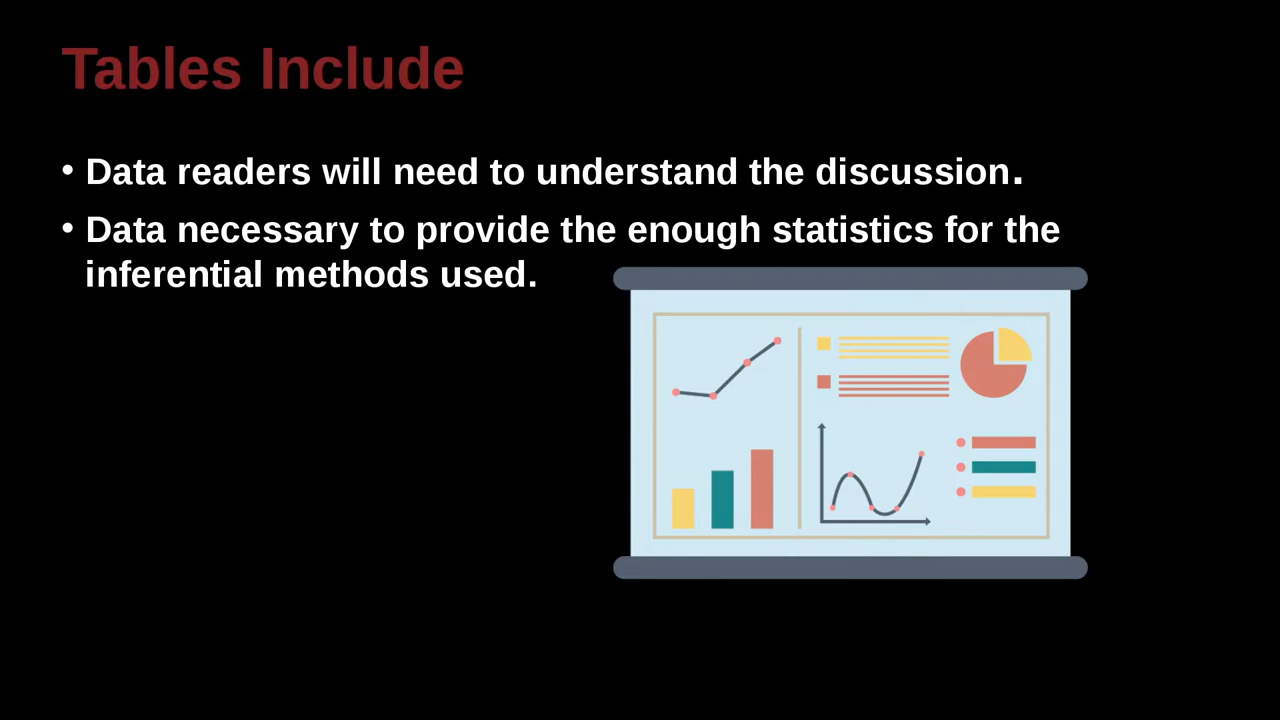 Tables Include
• Data readers will need to understand the discussion.
• Data necessary to provide the enough statistics for the
inferential methods used.